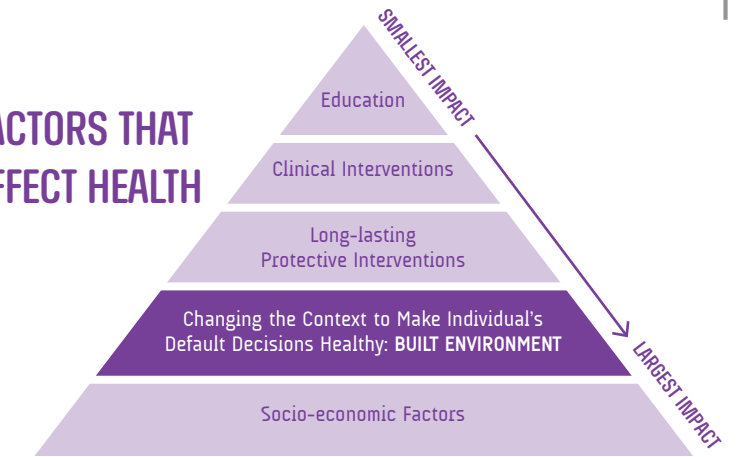 ACTORS THAT
FFECT HEALTH
SMALLEST IMPACT
Education
Clinical Interventions
Long-lasting
Protective Interventions
Changing the Context to Make Individual's
Default Decisions Healthy: BUILT ENVIRONMENT
Socio-economic Factors
LARGEST IMPACT